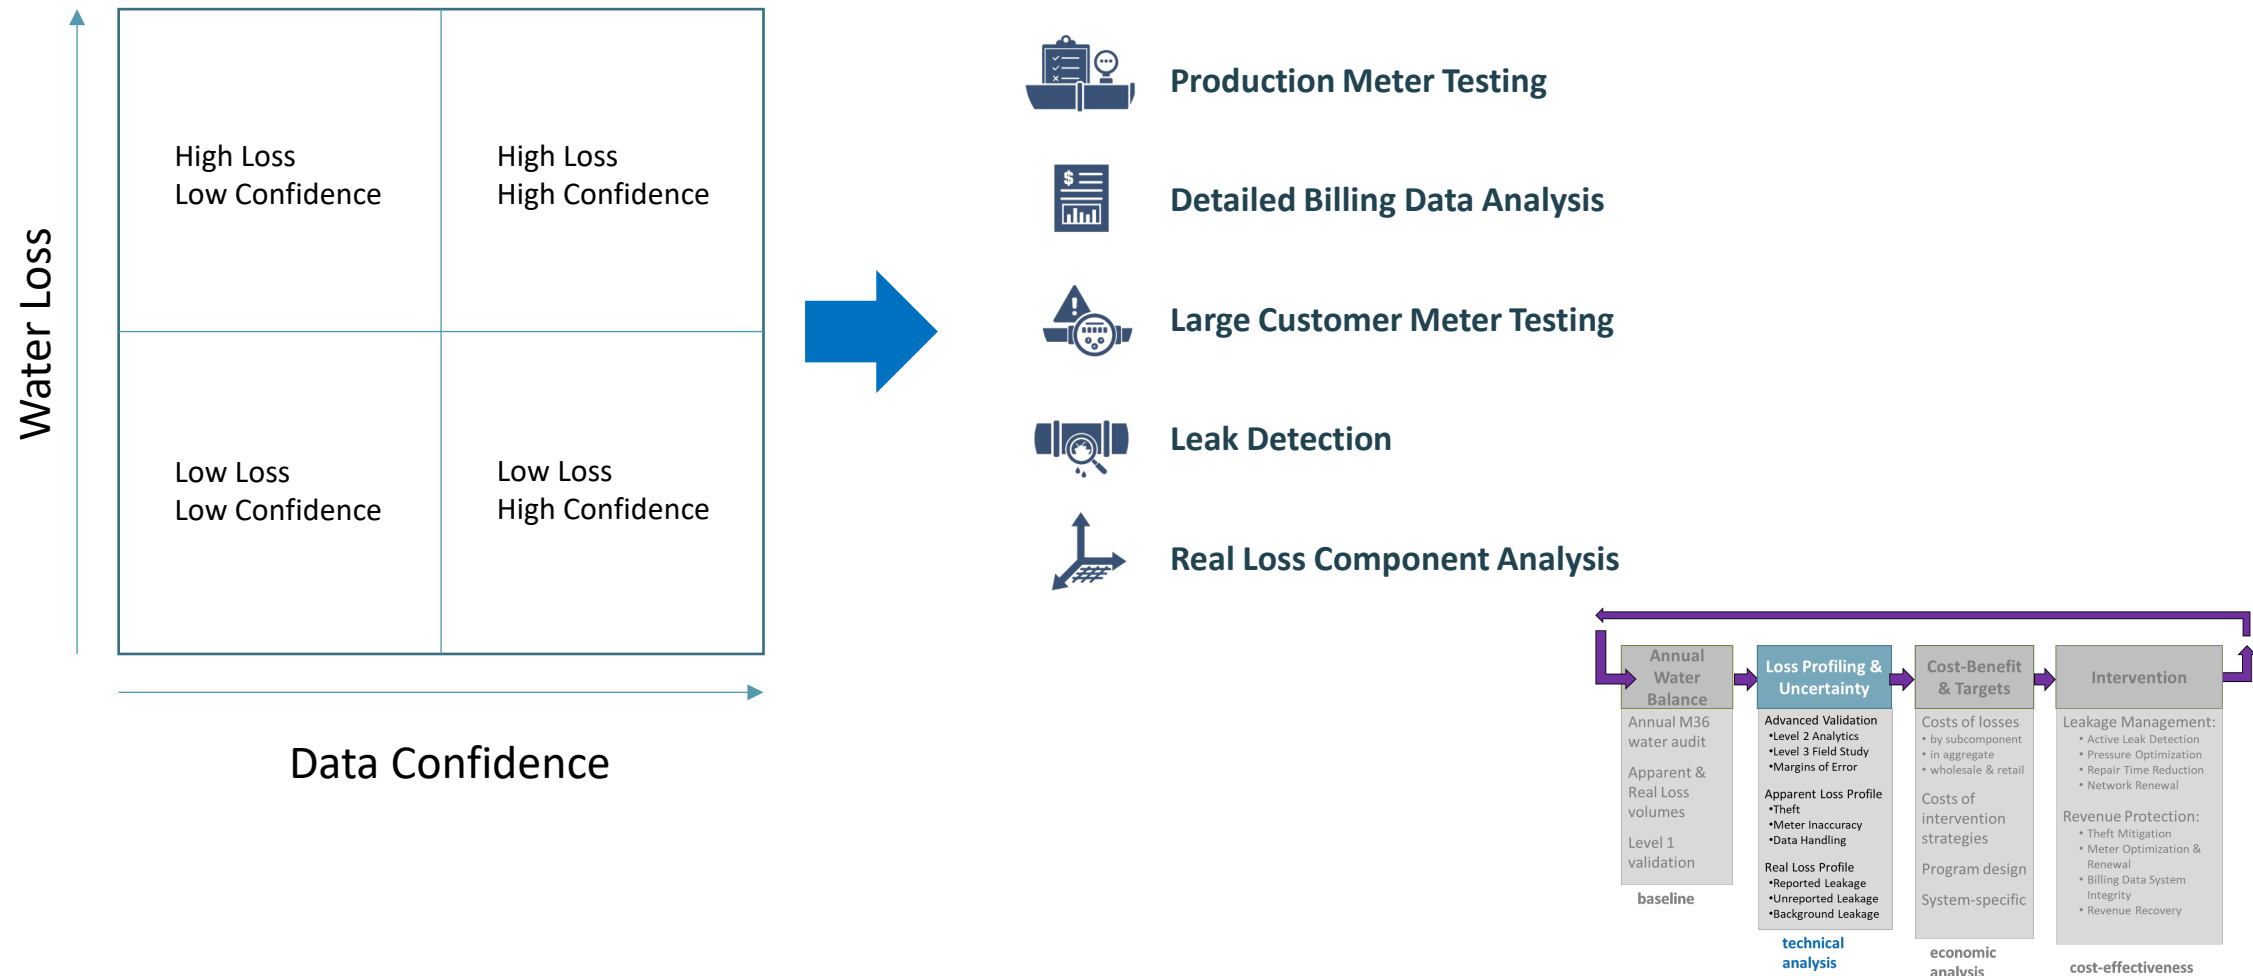 Water Loss
High Loss
Low Confidence
High Loss
High Confidence
Low Loss
Low Confidence
Low Loss
High Confidence
Data Confidence
Production Meter Testing
$
Detailed Billing Data Analysis
!
Large Customer Meter Testing
Leak Detection
Real Loss Component Analysis
Annual
Water
Balance
Annual M36
water audit
Apparent &
Real Loss
volumes
Level 1
validation
baseline
Loss Profiling &
Uncertainty
Advanced Validation
•Level 2 Analytics
•Level 3 Field Study
•Margins of Error
Apparent Loss Profile
•Theft
•Meter Inaccuracy
•Data Handling
Real Loss Profile
•Reported Leakage
•Unreported Leakage
•Background Leakage
technical
analysis
Cost-Benefit
& Targets
Costs of losses
• by subcomponent
• in aggregate
• wholesale & retail
Costs of
intervention
strategies
Program design
System-specific
economic
analysis
Intervention
Leakage Management:
• Active Leak Detection
• Pressure Optimization
• Repair Time Reduction
• Network Renewal
Revenue Protection:
• Theft Mitigation
• Meter Optimization &
Renewal
• Billing Data System
Integrity
• Revenue Recovery
cost-effectiveness